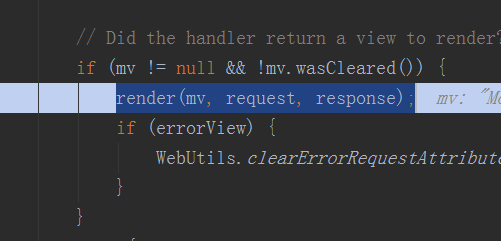 // Did the handler return a view to render?
if (mv != null && !mv.wasCleared()) {
render(mv, request, response); mv: "Mo
if (errorView) {
WebUtils.clearErrorRequestAttribute
}
}
{